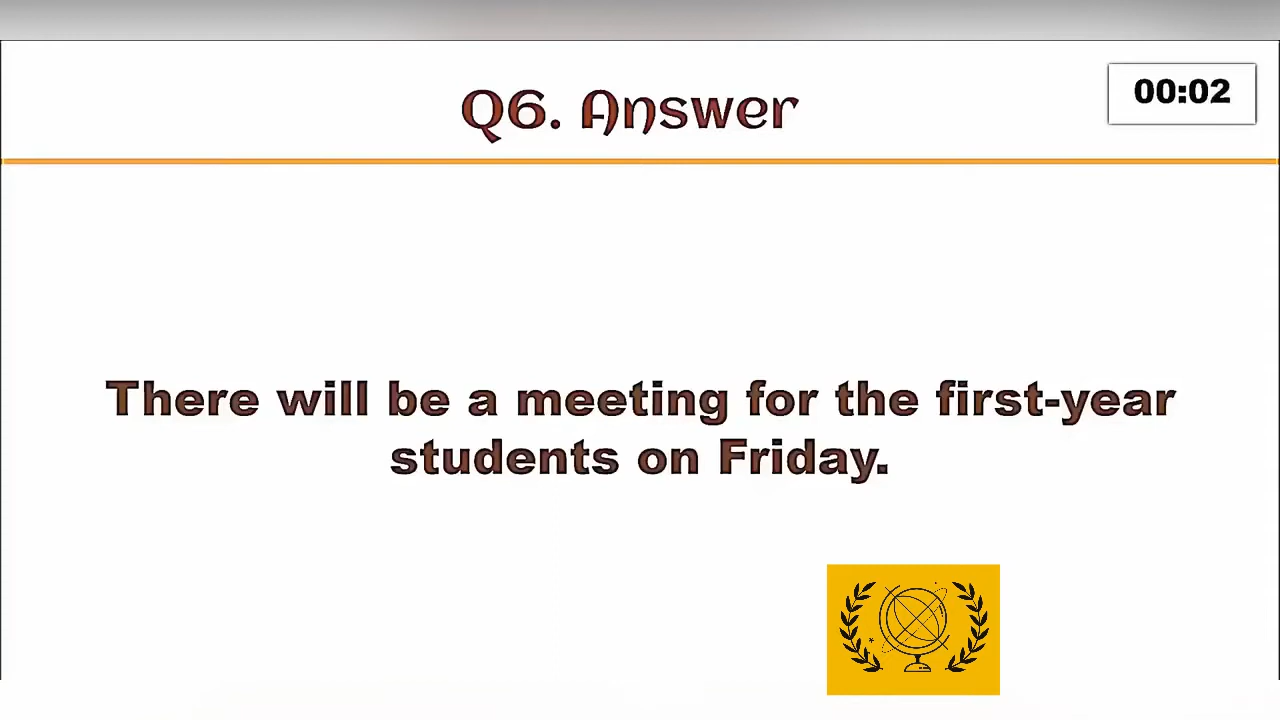 Q6. Answer
00:02
There will be a meeting for the first-year
students on Friday.